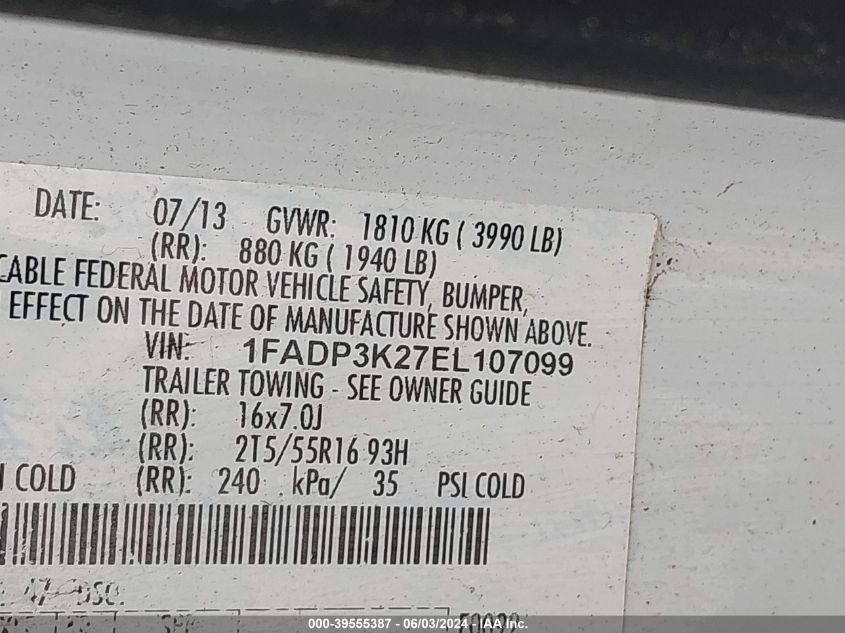 DATE: 07/13 GVWR: 1810 KG ( 3990 LB)
(RR): 880 KG ( 1940 LB)
CABLE FEDERAL MOTOR VEHICLE SAFETY, BUMPER,
EFFECT ON THE DATE OF MANUFACTURE SHOWN ABOVE.
VIN: 1FADP3K27EL107099
TRAILER TOWING - SEE OWNER GUIDE
(RR): 16x7.0J
(RR): 215/55R16 93H
I COLD (RR): 240 kPa/ 35 PSI COLD
000-39555387 - 06/03/2024 - IAA Inc.